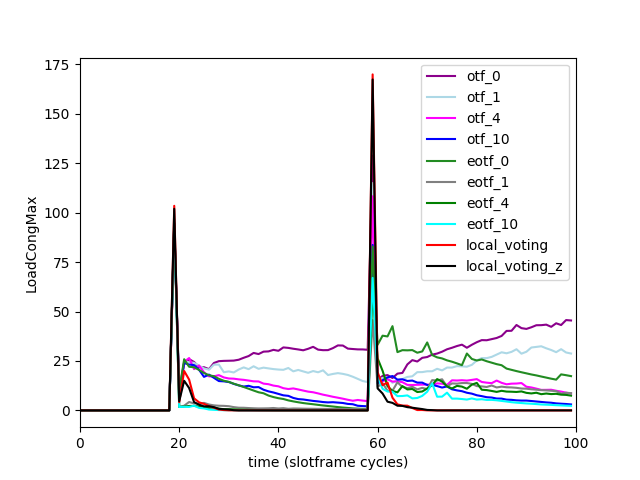 175
150
125
100
75
50
25
0
LoadCongMax
0 20 40 60 80 100
time (slotframe cycles)
otf_0
otf_1
otf_4
otf_10
eotf_0
eotf_1
eotf_4
eotf_10
local_voting
local_voting_z